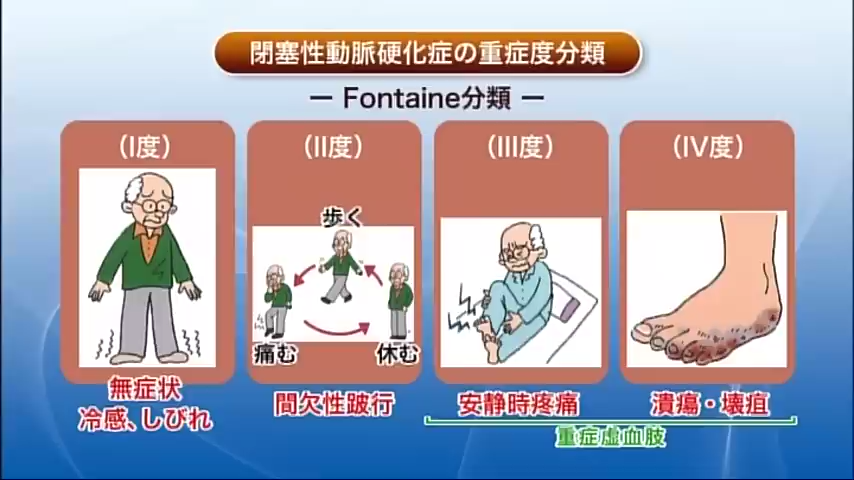 閉塞性動脈硬化症の重症度分類
― Fontaine分類 ―
(I度)
(II度)
(III度)
(IV度)
歩く
痛む
休む
無症状
冷感、しびれ
間欠性跛行
安静時疼痛
潰瘍・壊疽
重症虚血肢